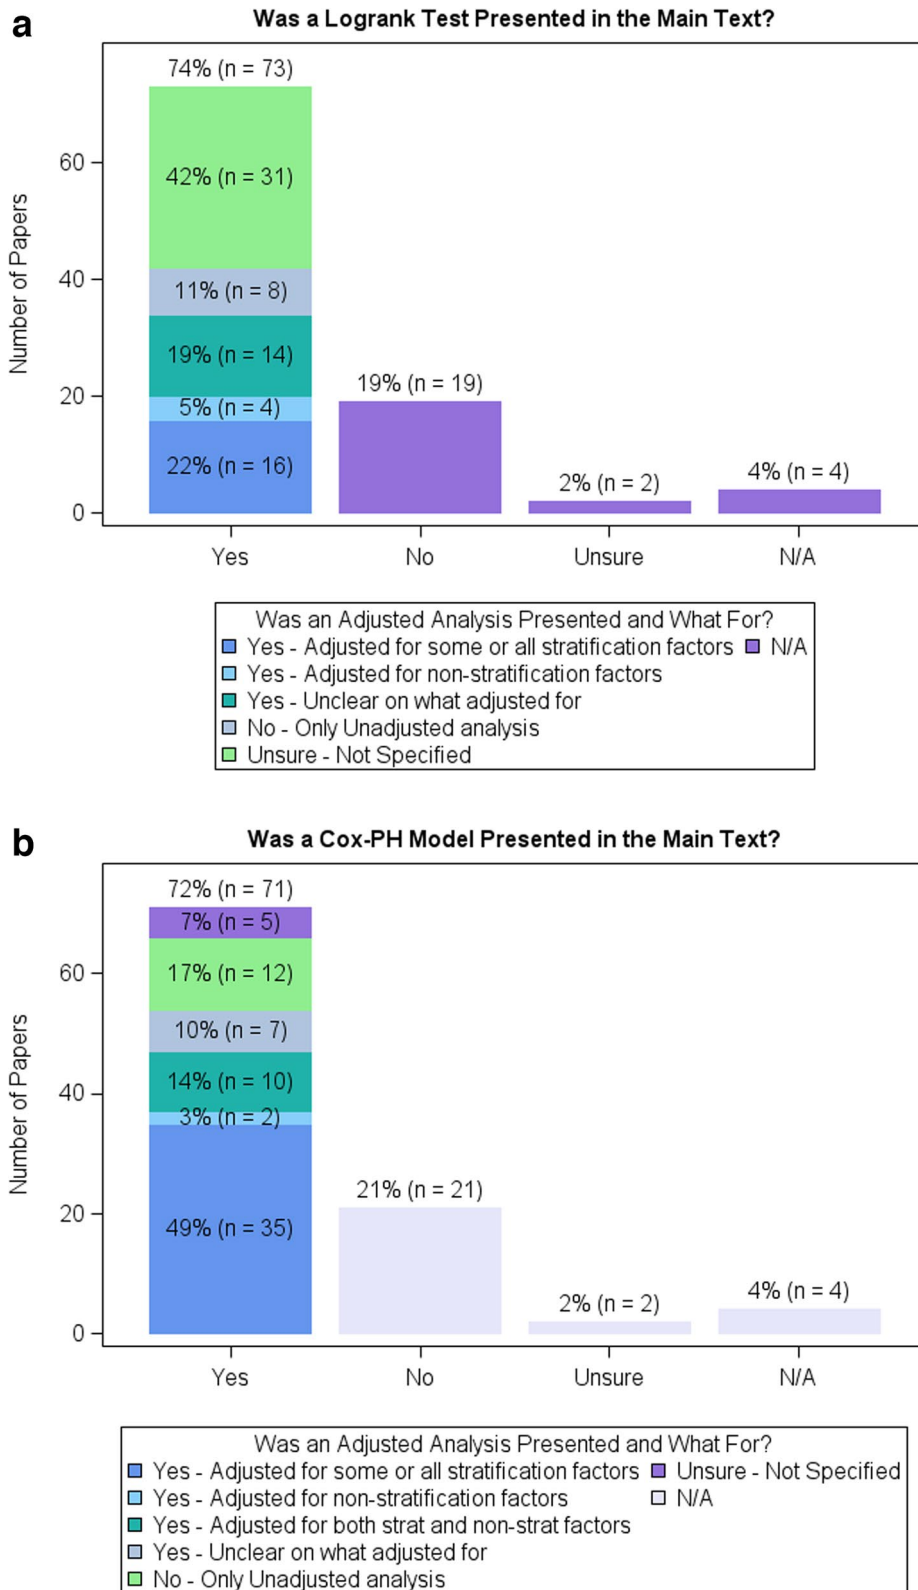 a
Was a Logrank Test Presented in the Main Text?
74% (n = 73)
42% (n = 31)
11% (n = 8)
19% (n = 14)
5% (n = 4)
22% (n = 16)
19% (n = 19)
2% (n = 2)
4% (n = 4)
Number of Papers
60
40
20
0
Yes No Unsure N/A
Was an Adjusted Analysis Presented and What For?
Yes - Adjusted for some or all stratification factors N/A
Yes - Adjusted for non-stratification factors
Yes - Unclear on what adjusted for
No - Only Unadjusted analysis
Unsure - Not Specified
b
Was a Cox-PH Model Presented in the Main Text?
72% (n = 71)
7% (n = 5)
17% (n = 12)
10% (n = 7)
14% (n = 10)
3% (n = 2)
49% (n = 35)
21% (n = 21)
2% (n = 2)
4% (n = 4)
Number of Papers
60
40
20
0
Yes No Unsure N/A
Was an Adjusted Analysis Presented and What For?
Yes - Adjusted for some or all stratification factors Unsure - Not Specified
Yes - Adjusted for non-stratification factors N/A
Yes - Adjusted for both strat and non-strat factors
Yes - Unclear on what adjusted for
No - Only Unadjusted analysis